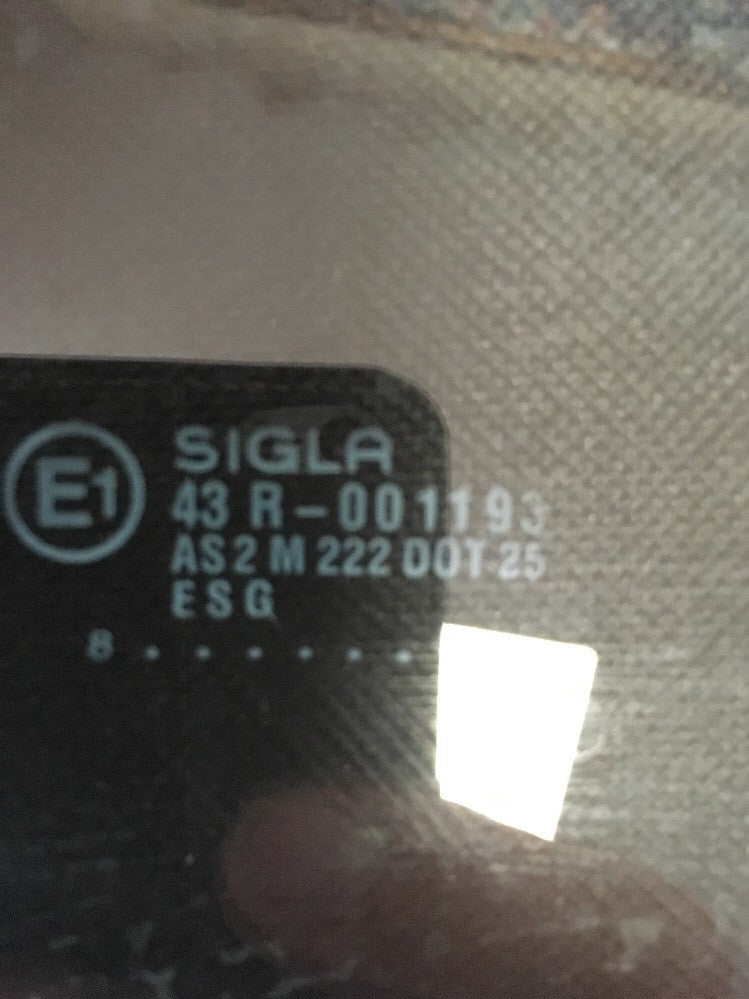 E1
SIGLA
43 R-001193
AS2 M 222 DOT 25
ESG
8 . . . . . .